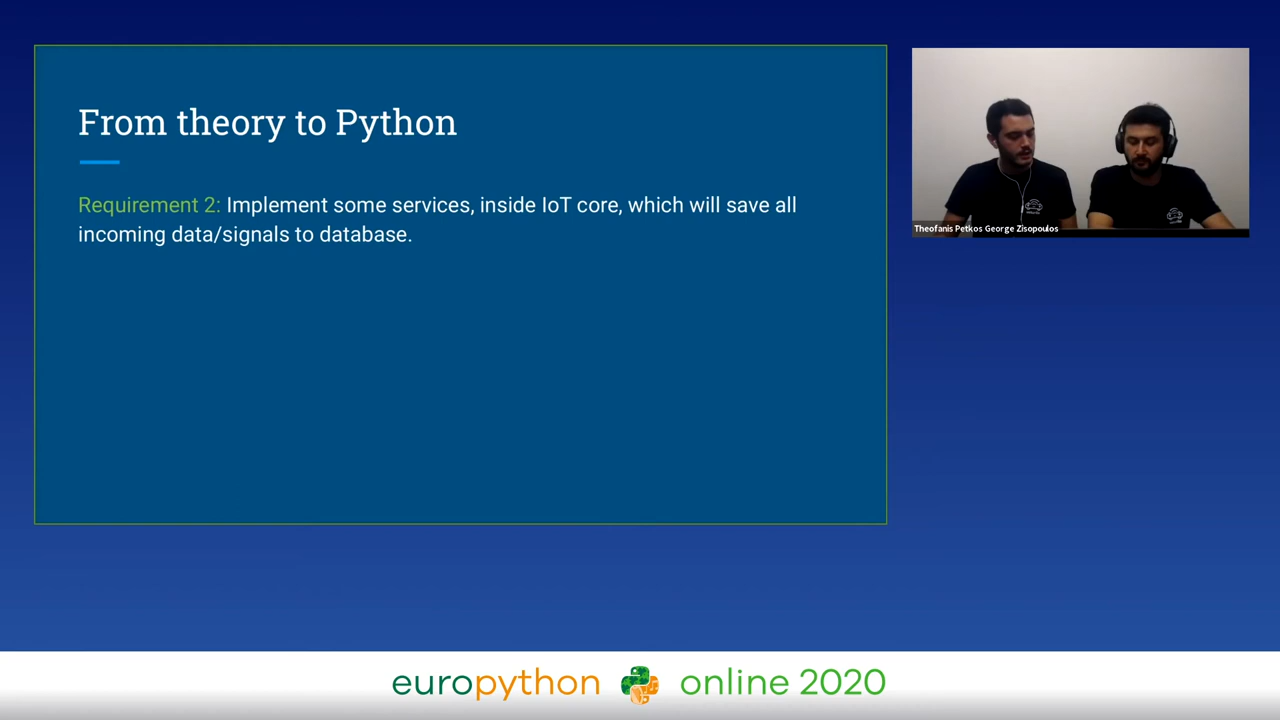 From theory to Python
Requirement 2: Implement some services, inside IoT core, which will save all
incoming data/signals to database.
Theofanis Petkos George Zisopoulos
europython online 2020